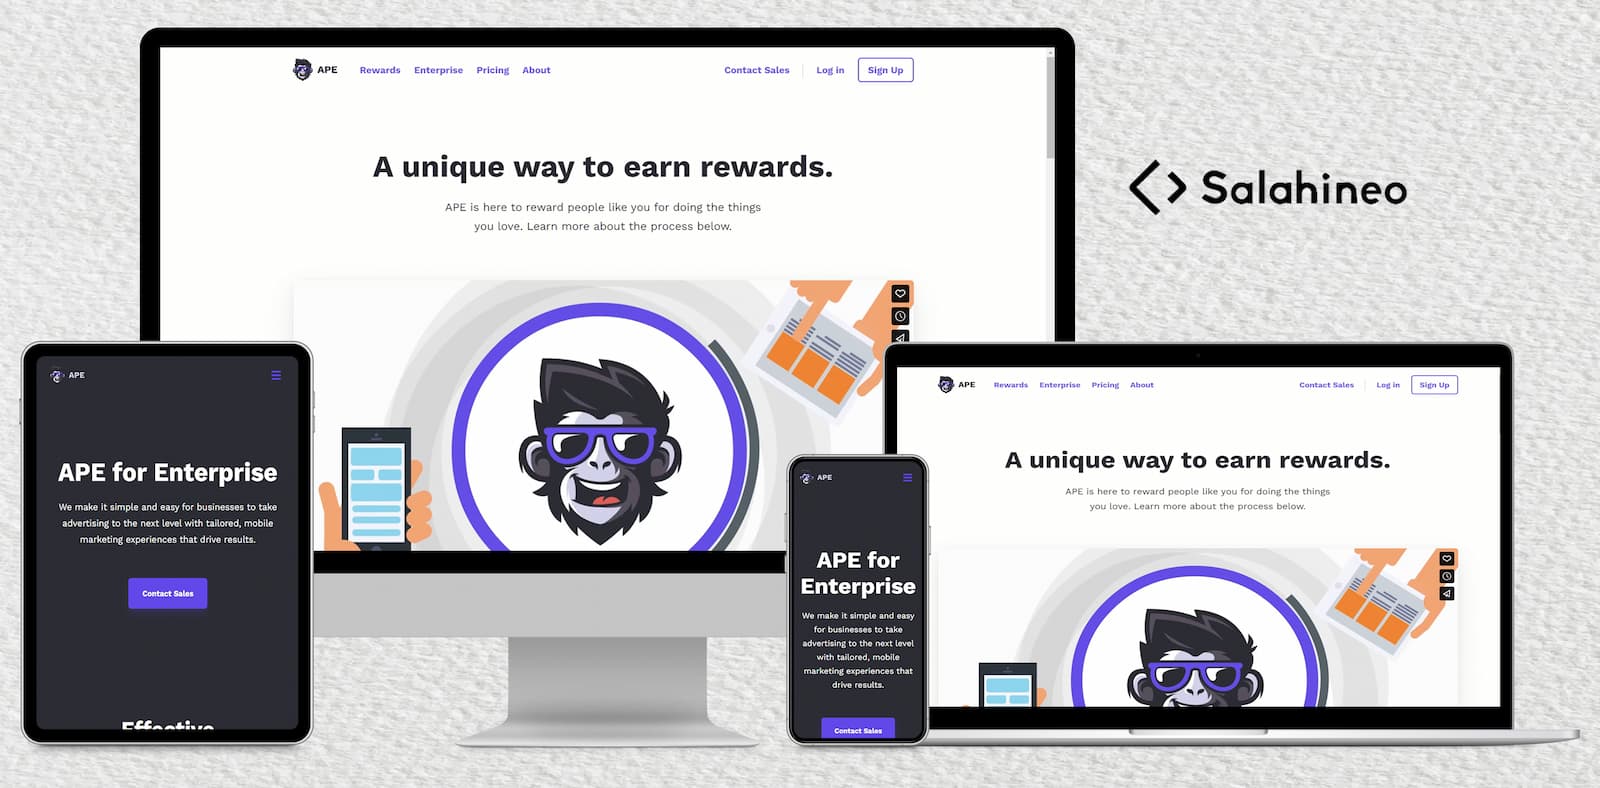 APE
Rewards
Enterprise
Pricing
About
Contact Sales
Log in
Sign Up
A unique way to earn rewards.
APE is here to reward people like you for doing the things
you love. Learn more about the process below.
Salahineo
APE
APE for Enterprise
We make it simple and easy for businesses to take
advertising to the next level with tailored, mobile
marketing experiences that drive results.
Contact Sales
Effective
APE
APE for
Enterprise
We make it simple and easy
for businesses to take
advertising to the next level
with tailored, mobile
marketing experiences that
drive results.
Contact Sales
APE
Rewards
Enterprise
Pricing
About
Contact Sales
Log in
Sign Up
A unique way to earn rewards.
APE is here to reward people like you for doing the things
you love. Learn more about the process below.